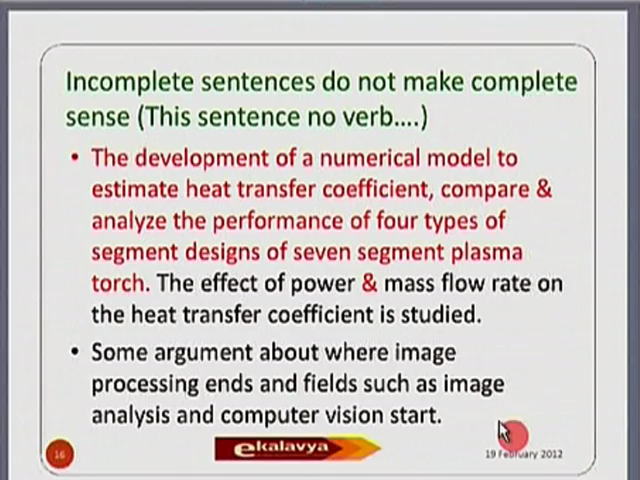 Incomplete sentences do not make complete
sense (This sentence no verb....)
• The development of a numerical model to
estimate heat transfer coefficient, compare &
analyze the performance of four types of
segment designs of seven segment plasma
torch. The effect of power & mass flow rate on
the heat transfer coefficient is studied.
• Some argument about where image
processing ends and fields such as image
analysis and computer vision start.
16
ekalavya
19 February 2012